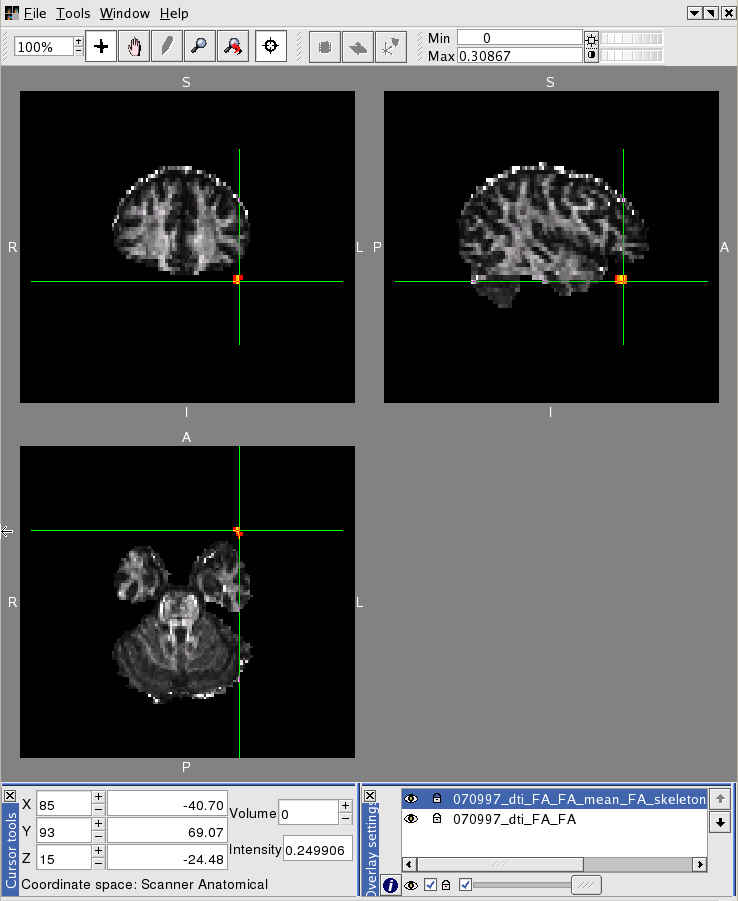 File Tools Window Help
100%
Min 0
Max 0.30867
S
S
R
L
P
A
I
I
A
R
L
P
Cursor tools
X 85 -40.70
Y 93 69.07
Z 15 -24.48
Volume 0
Intensity 0.249906
Coordinate space: Scanner Anatomical
Overlay settings
070997_dti_FA_FA_mean_FA_skeleton
070997_dti_FA_FA